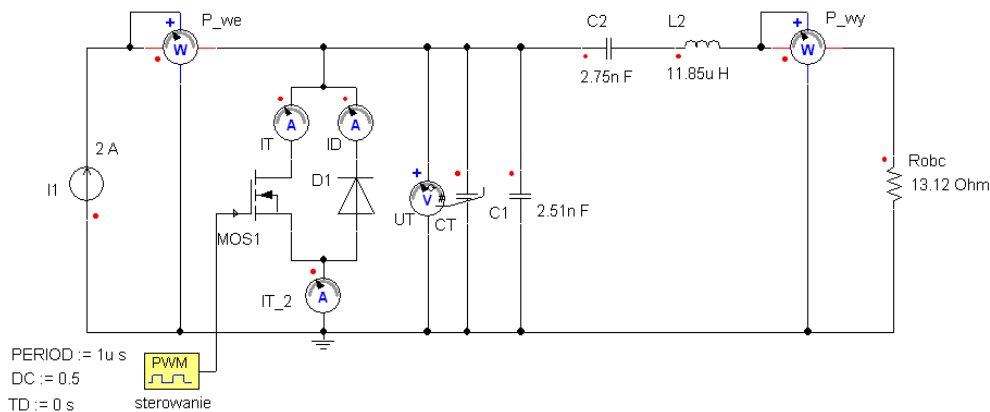 P_we
C2
L2
P_wy
+
W
+
W
2.75n F
11.85u H
A
A
IT
ID
2 A
I1
D1
+
V
UT
CT
C1
2.51n F
Robc
13.12 Ohm
MOS1
IT_2
A
PERIOD := 1u s
DC := 0.5
TD := 0 s
PWM
sterowanie